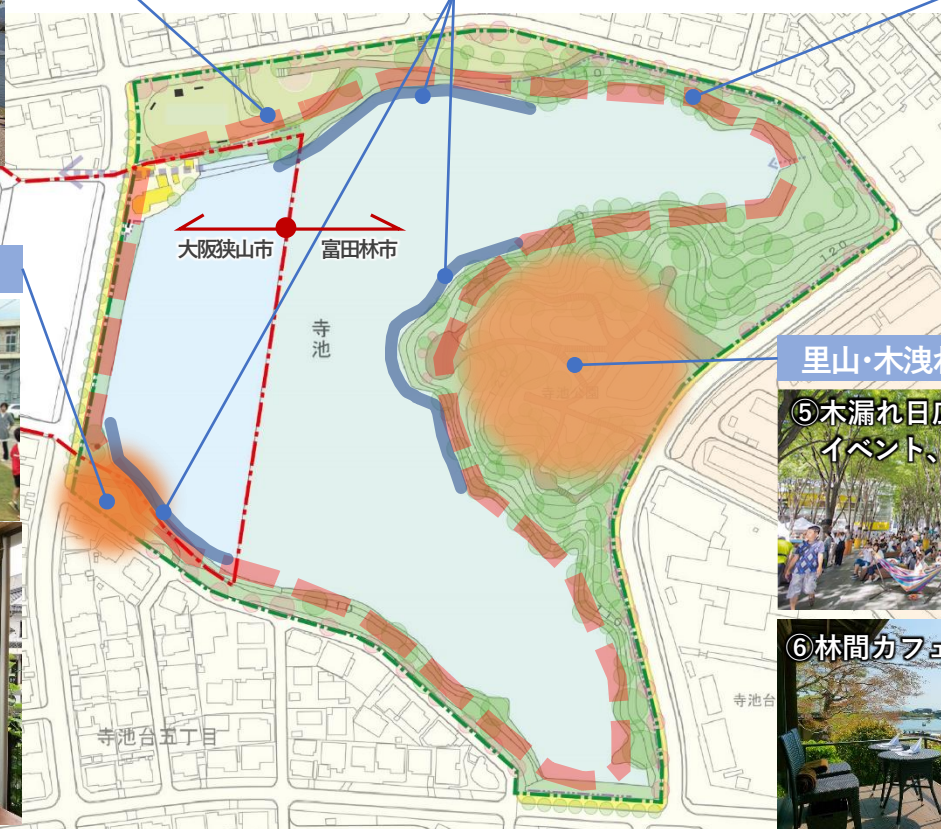 120
大阪狭山市
富田林市
寺池
里山・木洩れ
⑤木漏れ日広
イベント、
⑥林間カフェ
寺池台
寺池台五丁目